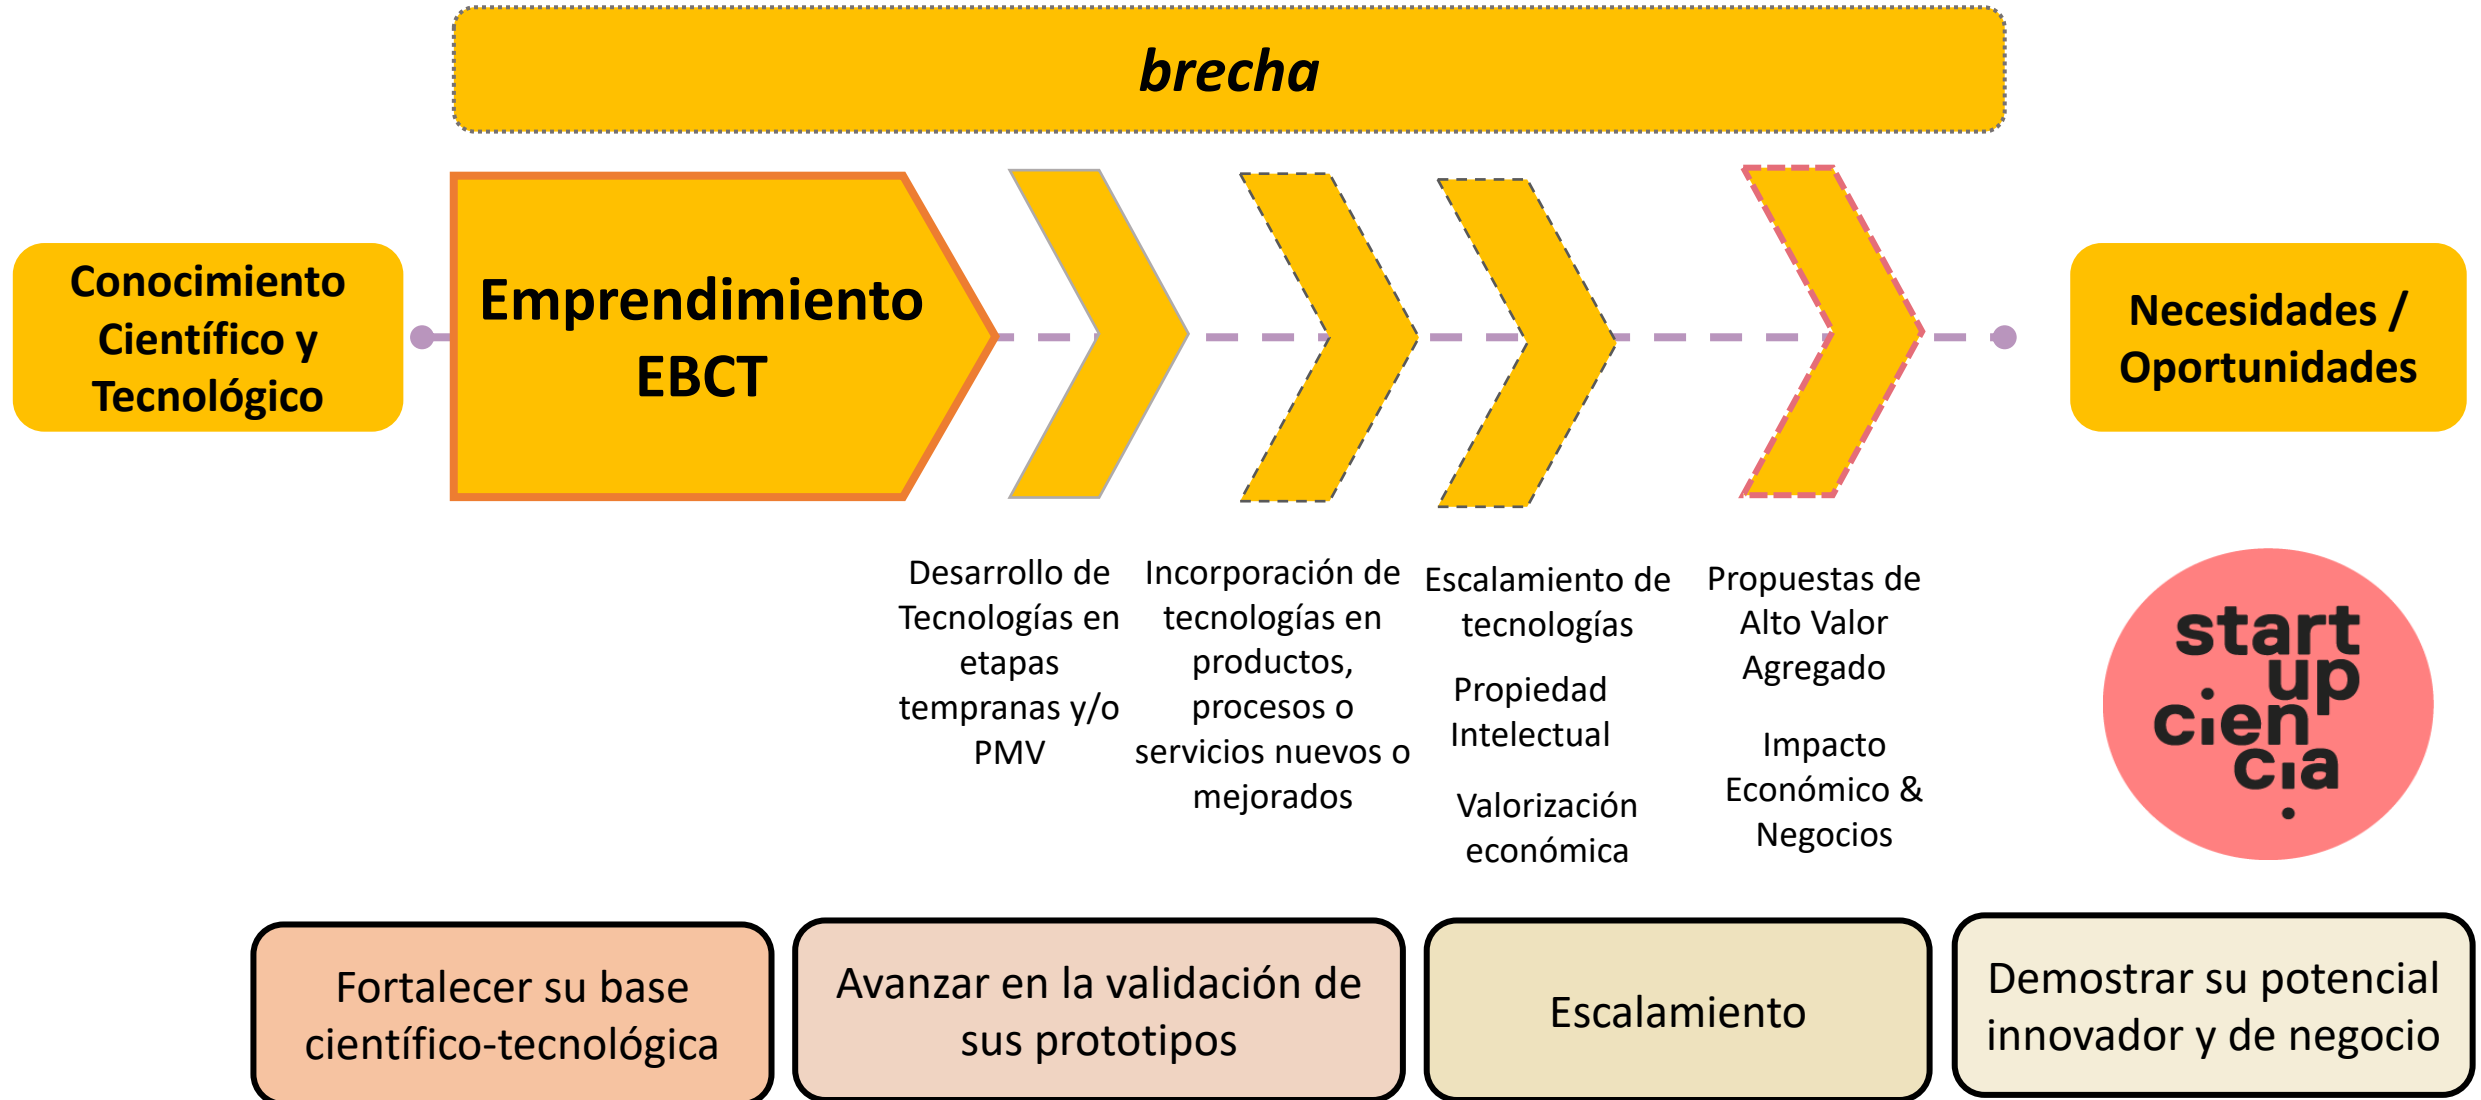 brecha
Conocimiento
Científico y
Tecnológico
Emprendimiento
EBCT
Necesidades /
Oportunidades
Desarrollo de
Tecnologías en
etapas
tempranas y/o
PMV
Incorporación de
tecnologías en
productos,
procesos o
servicios nuevos o
mejorados
Escalamiento de
tecnologías
Propiedad
Intelectual
Valorización
económica
Propuestas de
Alto Valor
Agregado
Impacto
Económico &
Negocios
start
up
cien
cia
Fortalecer su base
científico-tecnológica
Avanzar en la validación de
sus prototipos
Escalamiento
Demostrar su potencial
innovador y de negocio